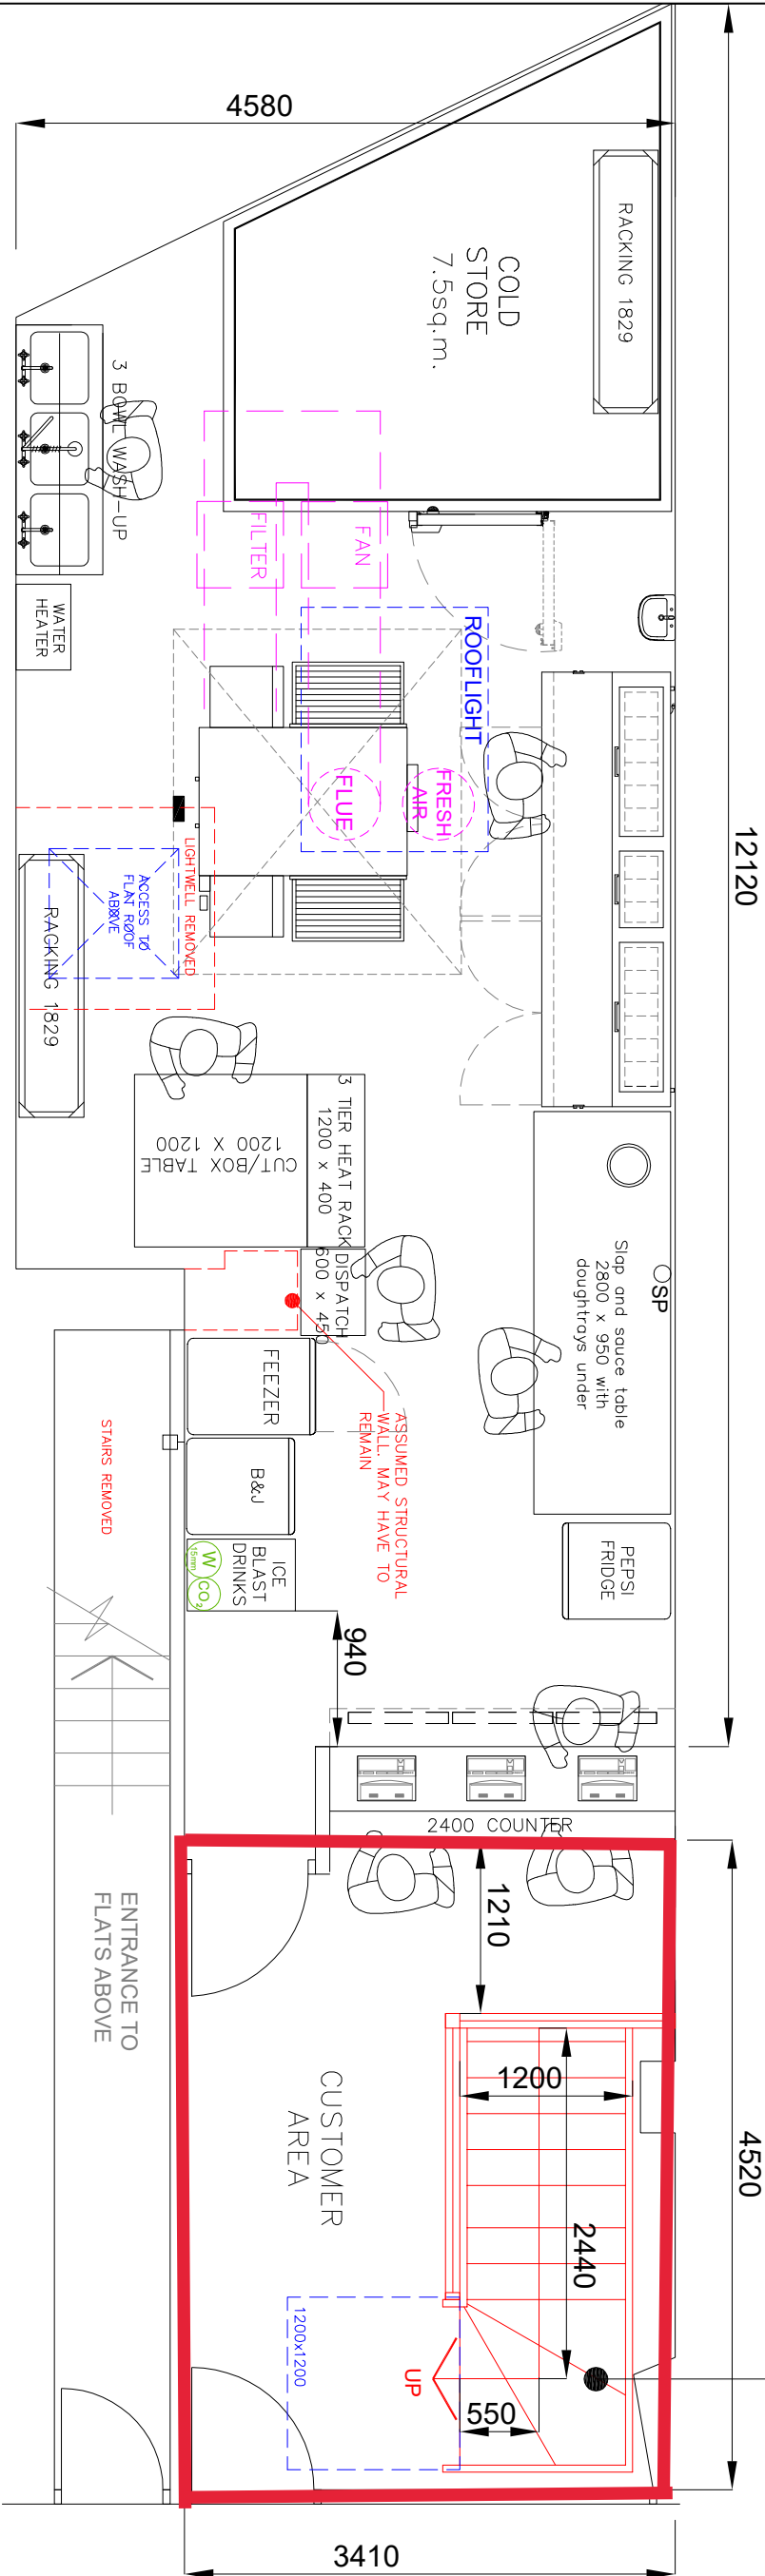 4580
RACKING 1829
COLD
STORE
7.5sq.m.
3 BOWL WASH-UP
FILTER
FAN
WATER
HEATER
ROOFLIGHT
FLUE
FRESH
AIR
LIGHTWELL REMOVED
ACCESS TO
FLAT ROOF
ABOVE
RACKING 1829
12120
3 TIER HEAT RACK
1200 x 400
CUT/BOX TABLE
1200 X 1200
DISPATCH
600 x 450
SP
Slap and sauce table
2800 x 950 with
doughtrays under
FEEZER
ASSUMED STRUCTURAL
WALL. MAY HAVE TO
REMAIN
STAIRS REMOVED
B&J
ICE
BLAST
DRINKS
W
15mm
CO2
PEPSI
FRIDGE
940
2400 COUNTER
1210
ENTRANCE TO
FLATS ABOVE
CUSTOMER
AREA
1200
4520
2440
1200x1200
UP
550
3410